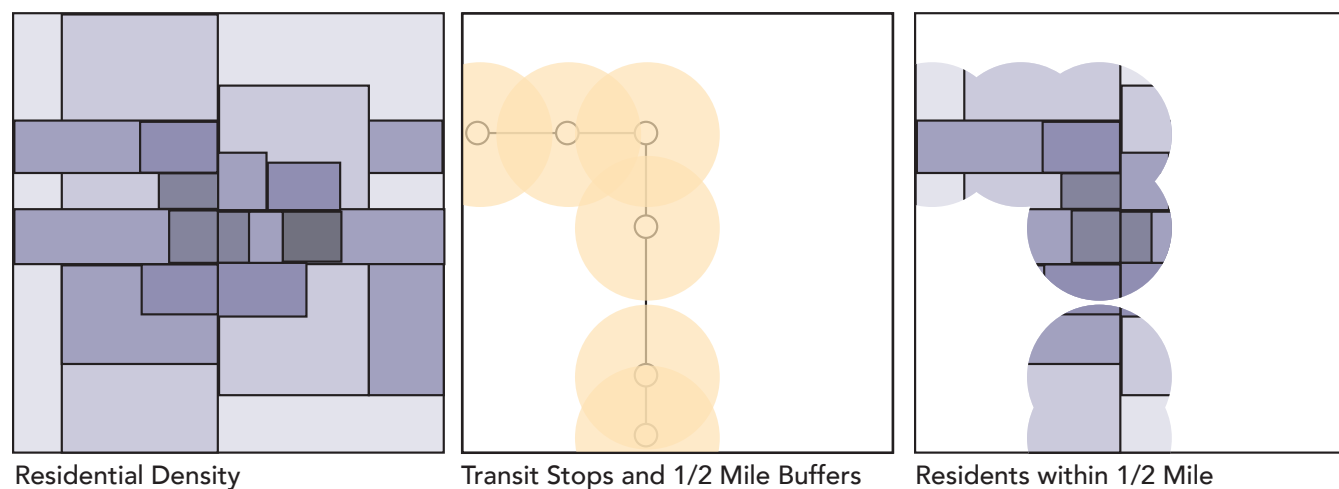 Residential Density
Transit Stops and 1/2 Mile Buffers
Residents within 1/2 Mile